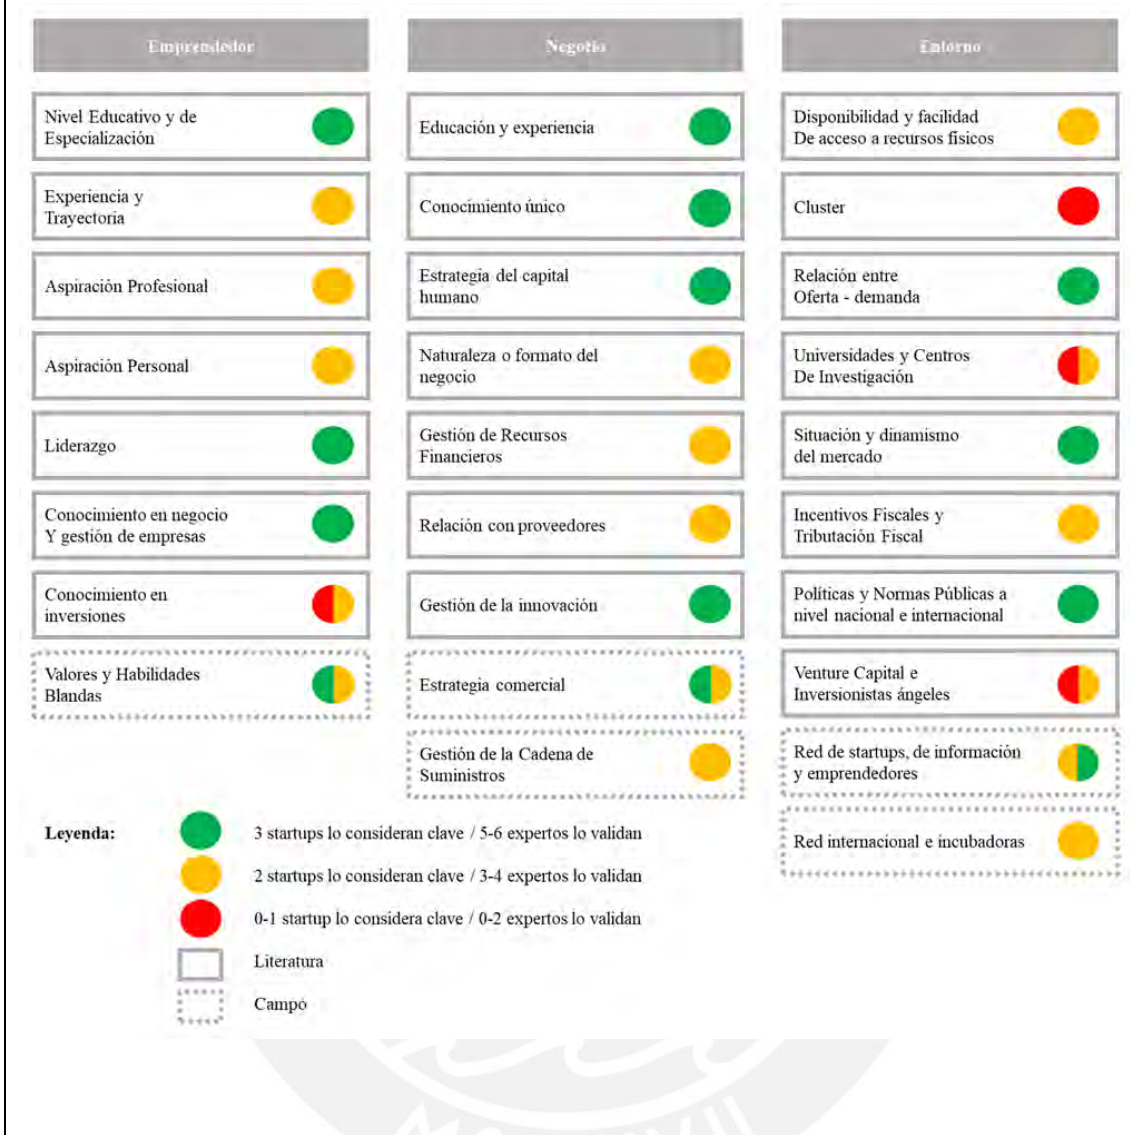 Emprendedor
Negocio
Entorno
Nivel Educativo y de
Especialización
Educación y experiencia
Disponibilidad y facilidad
De acceso a recursos físicos
Experiencia y
Trayectoria
Conocimiento único
Cluster
Aspiración Profesional
Estrategia del capital
humano
Relación entre
Oferta - demanda
Aspiración Personal
Naturaleza o formato del
negocio
Universidades y Centros
De Investigación
Liderazgo
Gestión de Recursos
Financieros
Situación y dinamismo
del mercado
Conocimiento en negocio
Y gestión de empresas
Relación con proveedores
Incentivos Fiscales y
Tributación Fiscal
Conocimiento en
inversiones
Gestión de la innovación
Políticas y Normas Públicas a
nivel nacional e internacional
Valores y Habilidades
Blandas
Estrategia comercial
Venture Capital e
Inversionistas ángeles
Gestión de la Cadena de
Suministros
Red de startups, de información
y emprendedores
Red internacional e incubadoras
Leyenda:
3 startups lo consideran clave / 5-6 expertos lo validan
2 startups lo consideran clave / 3-4 expertos lo validan
0-1 startup lo considera clave / 0-2 expertos lo validan
Literatura
Campo